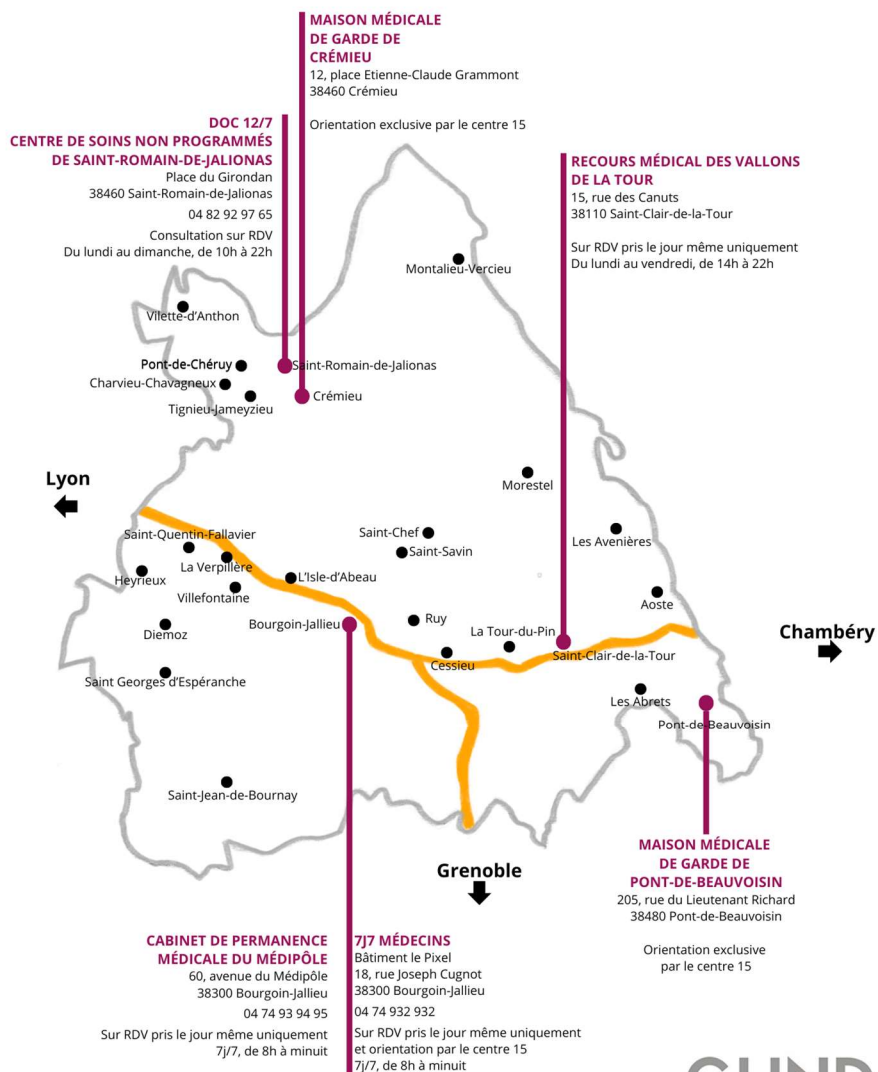 MAISON MÉDICALE
DE GARDE DE
CRÉMIEU
12, place Etienne-Claude Grammont
38460 Crémieu
Orientation exclusive par le centre 15
DOC 12/7
CENTRE DE SOINS NON PROGRAMMÉS
DE SAINT-ROMAIN-DE-JALIONAS
Place du Girondan
38460 Saint-Romain-de-Jalionas
04 82 92 97 65
Consultation sur RDV
Du lundi au dimanche, de 10h à 22h
RECOURS MÉDICAL DES VALLONS
DE LA TOUR
15, rue des Canuts
38110 Saint-Clair-de-la-Tour
Sur RDV pris le jour même uniquement
Du lundi au vendredi, de 14h à 22h
Montalieu-Vercieu
Vilette-d'Anthon
Pont-de-Chéruy
Saint-Romain-de-Jalionas
Charvieu-Chavagneux
Tignieu-Jameyzieu
Crémieu
Lyon
Morestel
Saint-Quentin-Fallavier
Saint-Chef
Les Avenières
Saint-Savin
La Verpillère
Heyrieux
L'Isle-d'Abeau
Villefontaine
Aoste
Bourgoin-Jallieu
Ruy
Diemoz
La Tour-du-Pin
Chambéry
Cessieu
Saint-Clair-de-la-Tour
Saint Georges d'Espéranche
Les Abrets
Pont-de-Beauvoisin
Saint-Jean-de-Bournay
Grenoble
MAISON MÉDICALE
DE GARDE DE
PONT-DE-BEAUVOISIN
205, rue du Lieutenant Richard
38480 Pont-de-Beauvoisin
Orientation exclusive
par le centre 15
CABINET DE PERMANENCE
MÉDICALE DU MÉDIPÔLE
60, avenue du Médipôle
38300 Bourgoin-Jallieu
04 74 93 94 95
Sur RDV pris le jour même uniquement
7j/7, de 8h à minuit
7J7 MÉDECINS
Bâtiment le Pixel
18, rue Joseph Cugnot
38300 Bourgoin-Jallieu
04 74 932 932
Sur RDV pris le jour même uniquement
et orientation par le centre 15
7j/7, de 8h à minuit